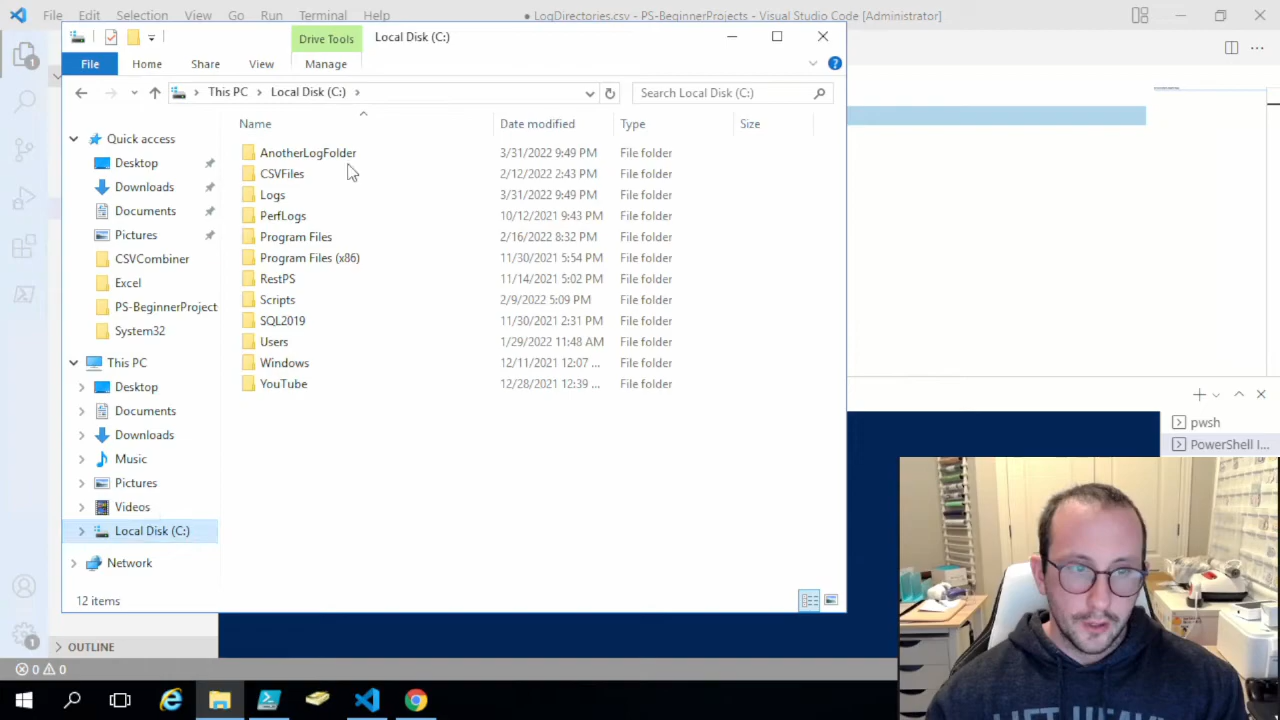 File Edit Selection View Go Run Terminal Help
● LogDirectories.csv - PS-BeginnerProjects - Visual Studio Code [Administrator]
Drive Tools
Local Disk (C:)
File Home Share View Manage
This PC > Local Disk (C:) >
Search Local Disk (C:)
Name Date modified Type Size
AnotherLogFolder 3/31/2022 9:49 PM File folder
CSVFiles 2/12/2022 2:43 PM File folder
Logs 3/31/2022 9:49 PM File folder
PerfLogs 10/12/2021 9:43 PM File folder
Program Files 2/16/2022 8:32 PM File folder
Program Files (x86) 11/30/2021 5:54 PM File folder
RestPS 11/14/2021 5:02 PM File folder
Scripts 2/9/2022 5:09 PM File folder
SQL2019 11/30/2021 2:31 PM File folder
Users 1/29/2022 11:48 AM File folder
Windows 12/11/2021 12:07 ... File folder
YouTube 12/28/2021 12:39 ... File folder
Quick access
Desktop
Downloads
Documents
Pictures
CSVCombiner
Excel
PS-BeginnerProject
System32
This PC
Desktop
Documents
Downloads
Music
Pictures
Videos
Local Disk (C:)
Network
12 items
pwsh
PowerShell I...
1
1
OUTLINE
0 0